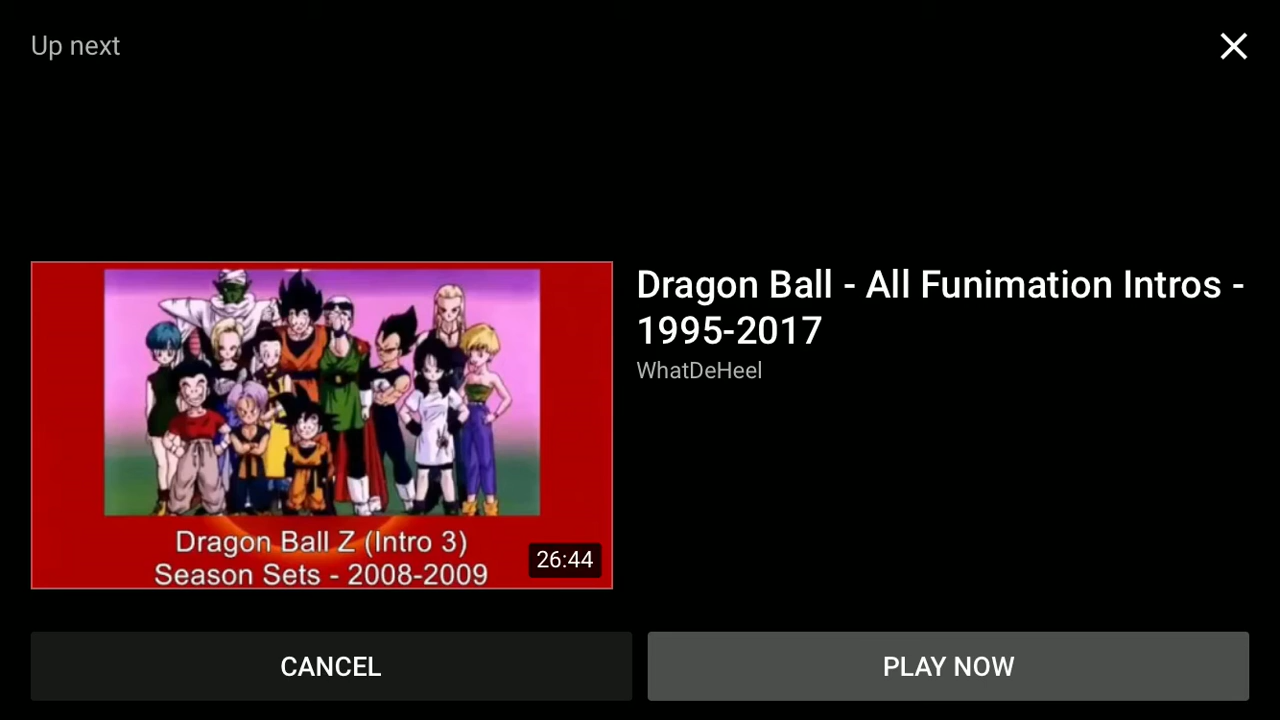 Up next
Dragon Ball - All Funimation Intros -
1995-2017
WhatDeHeel
Dragon Ball Z (Intro 3)
Season Sets - 2008-2009
26:44
CANCEL
PLAY NOW